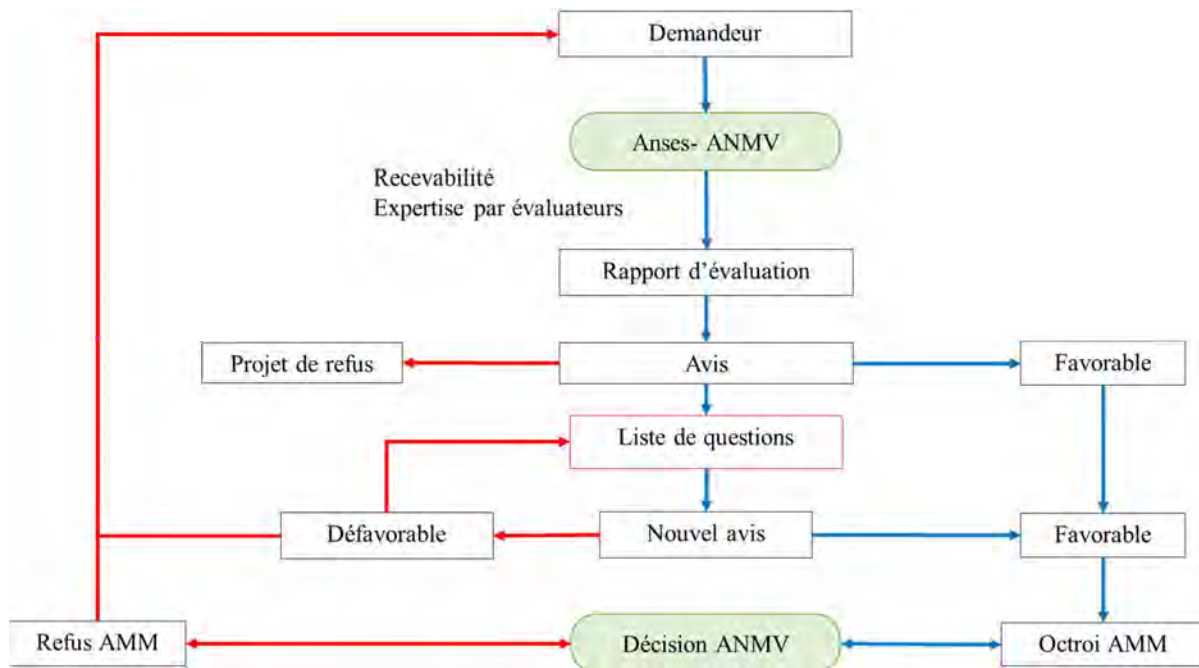 Demandeur
Anses- ANMV
Recevabilité
Expertise par évaluateurs
Rapport d’évaluation
Projet de refus
Avis
Favorable
Liste de questions
Défavorable
Nouvel avis
Favorable
Refus AMM
Décision ANMV
Octroi AMM